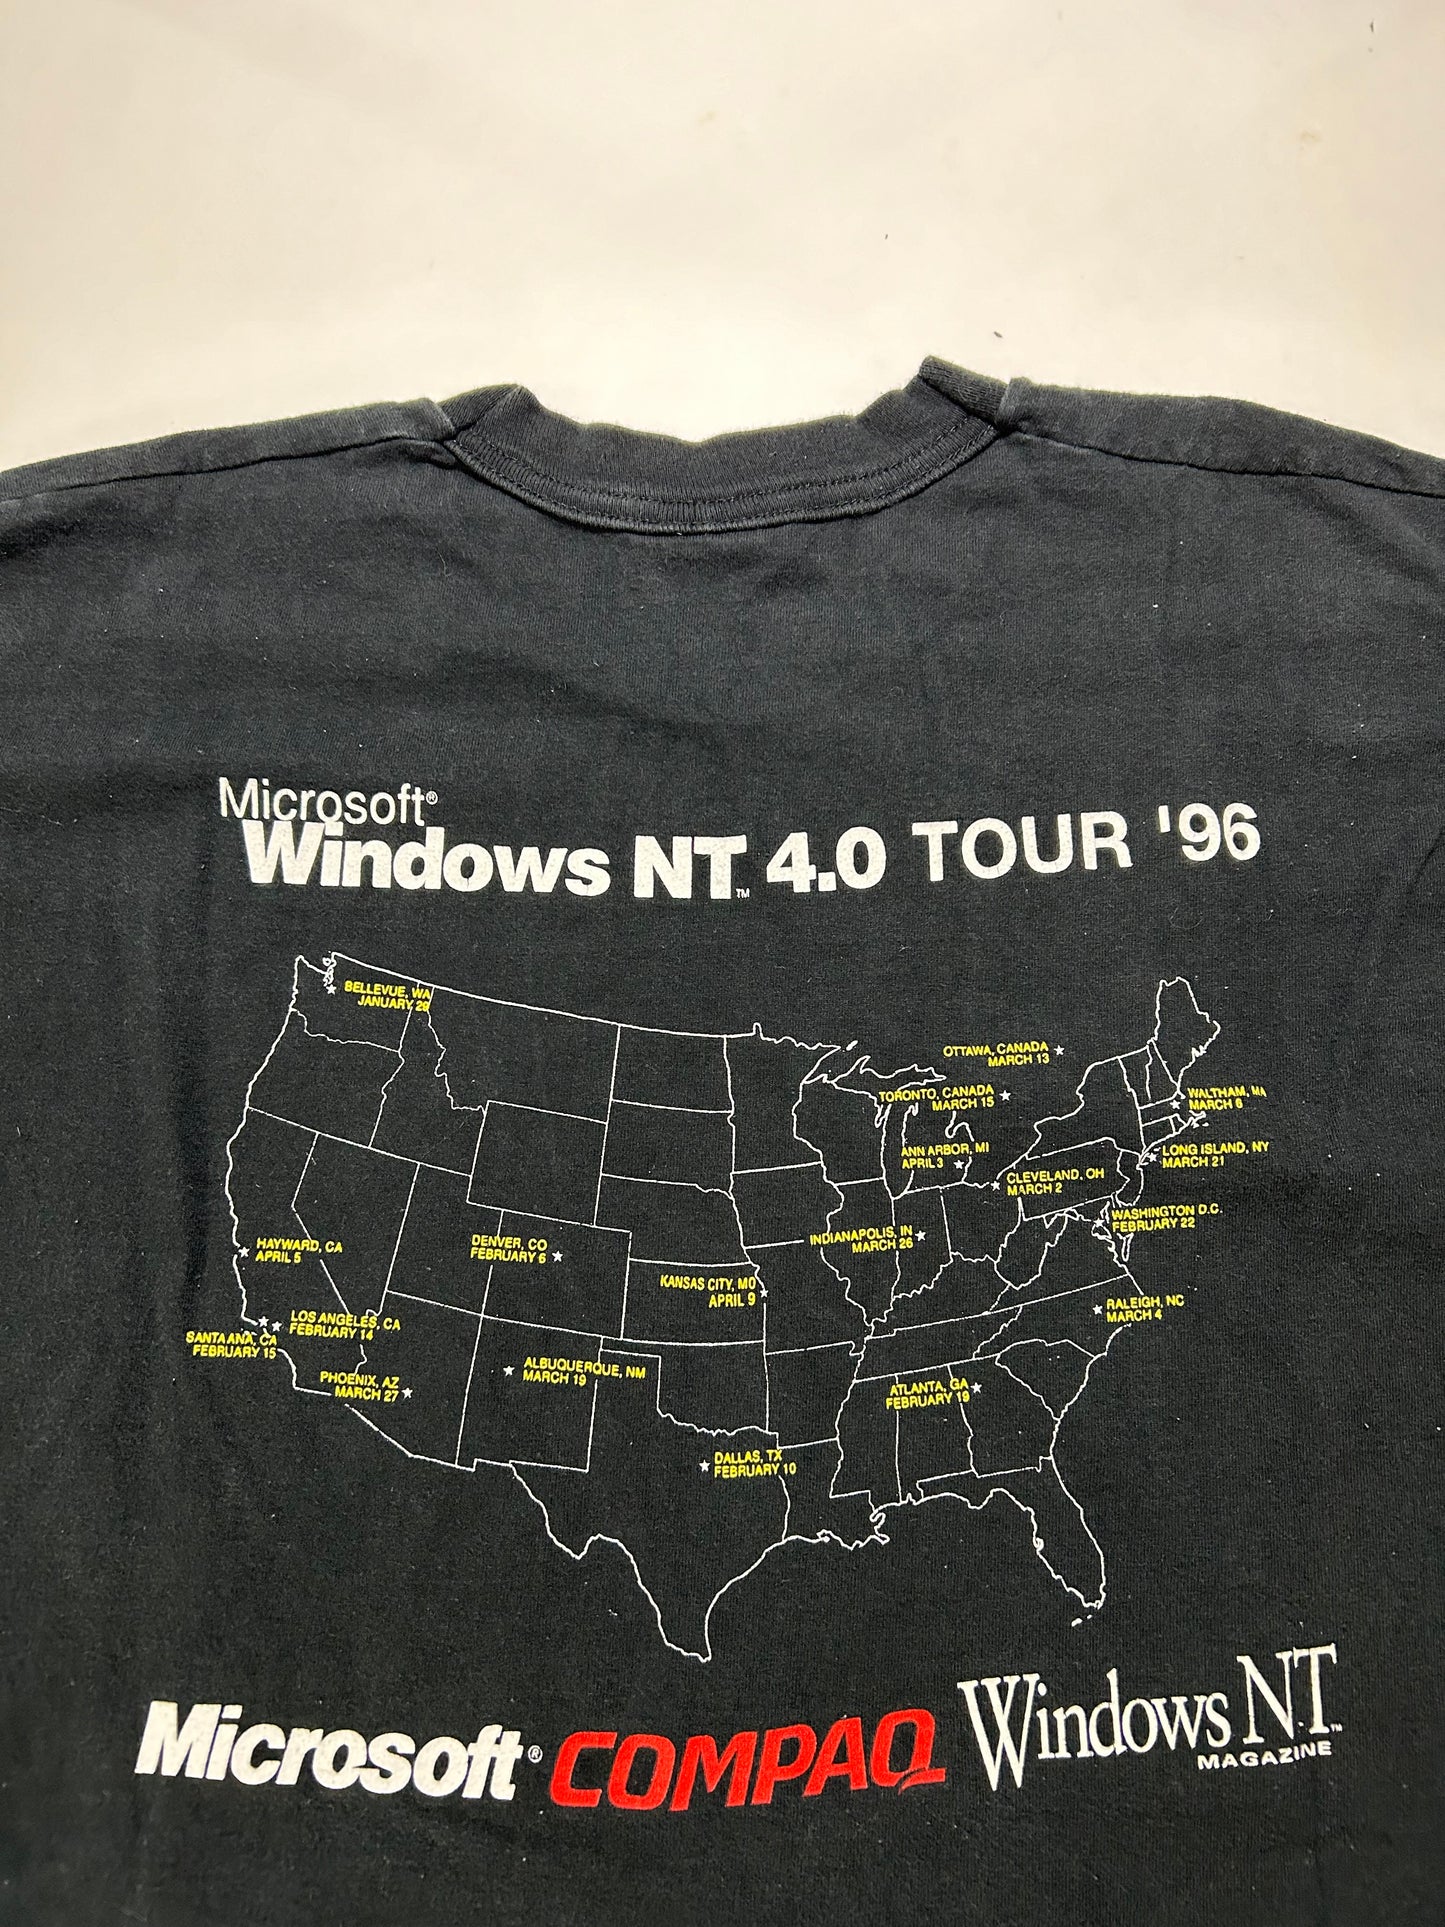 Microsoft®
Windows NT™ 4.0 TOUR '96
BELLEVUE, WA
JANUARY 29
OTTAWA, CANADA
MARCH 13
TORONTO, CANADA
MARCH 15
WALTHAM, MA
MARCH 6
ANN ARBOR, MI
APRIL 3
LONG ISLAND, NY
MARCH 21
CLEVELAND, OH
MARCH 2
WASHINGTON D.C.
FEBRUARY 22
INDIANAPOLIS, IN
MARCH 26
HAYWARD, CA
APRIL 5
DENVER, CO
FEBRUARY 6
KANSAS CITY, MO
APRIL 9
RALEIGH, NC
MARCH 4
LOS ANGELES, CA
FEBRUARY 14
SANTA ANA, CA
FEBRUARY 15
PHOENIX, AZ
MARCH 27
ALBUQUERQUE, NM
MARCH 19
ATLANTA, GA
FEBRUARY 19
DALLAS, TX
FEBRUARY 10
Microsoft® COMPAQ Windows NT™
MAGAZINE